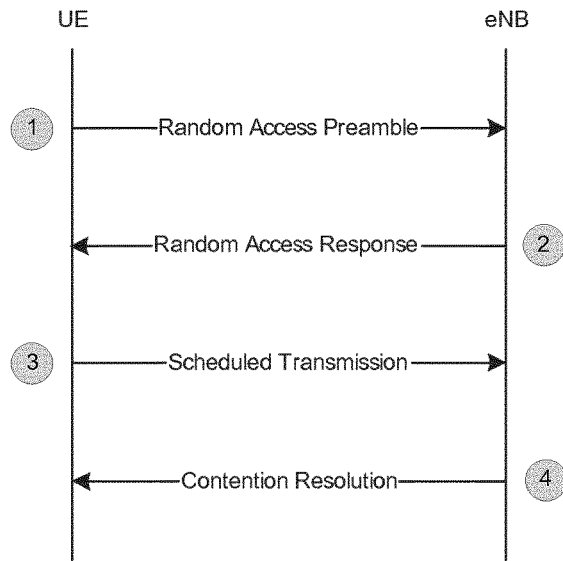 UE eNB
1 Random Access Preamble
Random Access Response 2
3 Scheduled Transmission
Contention Resolution 4